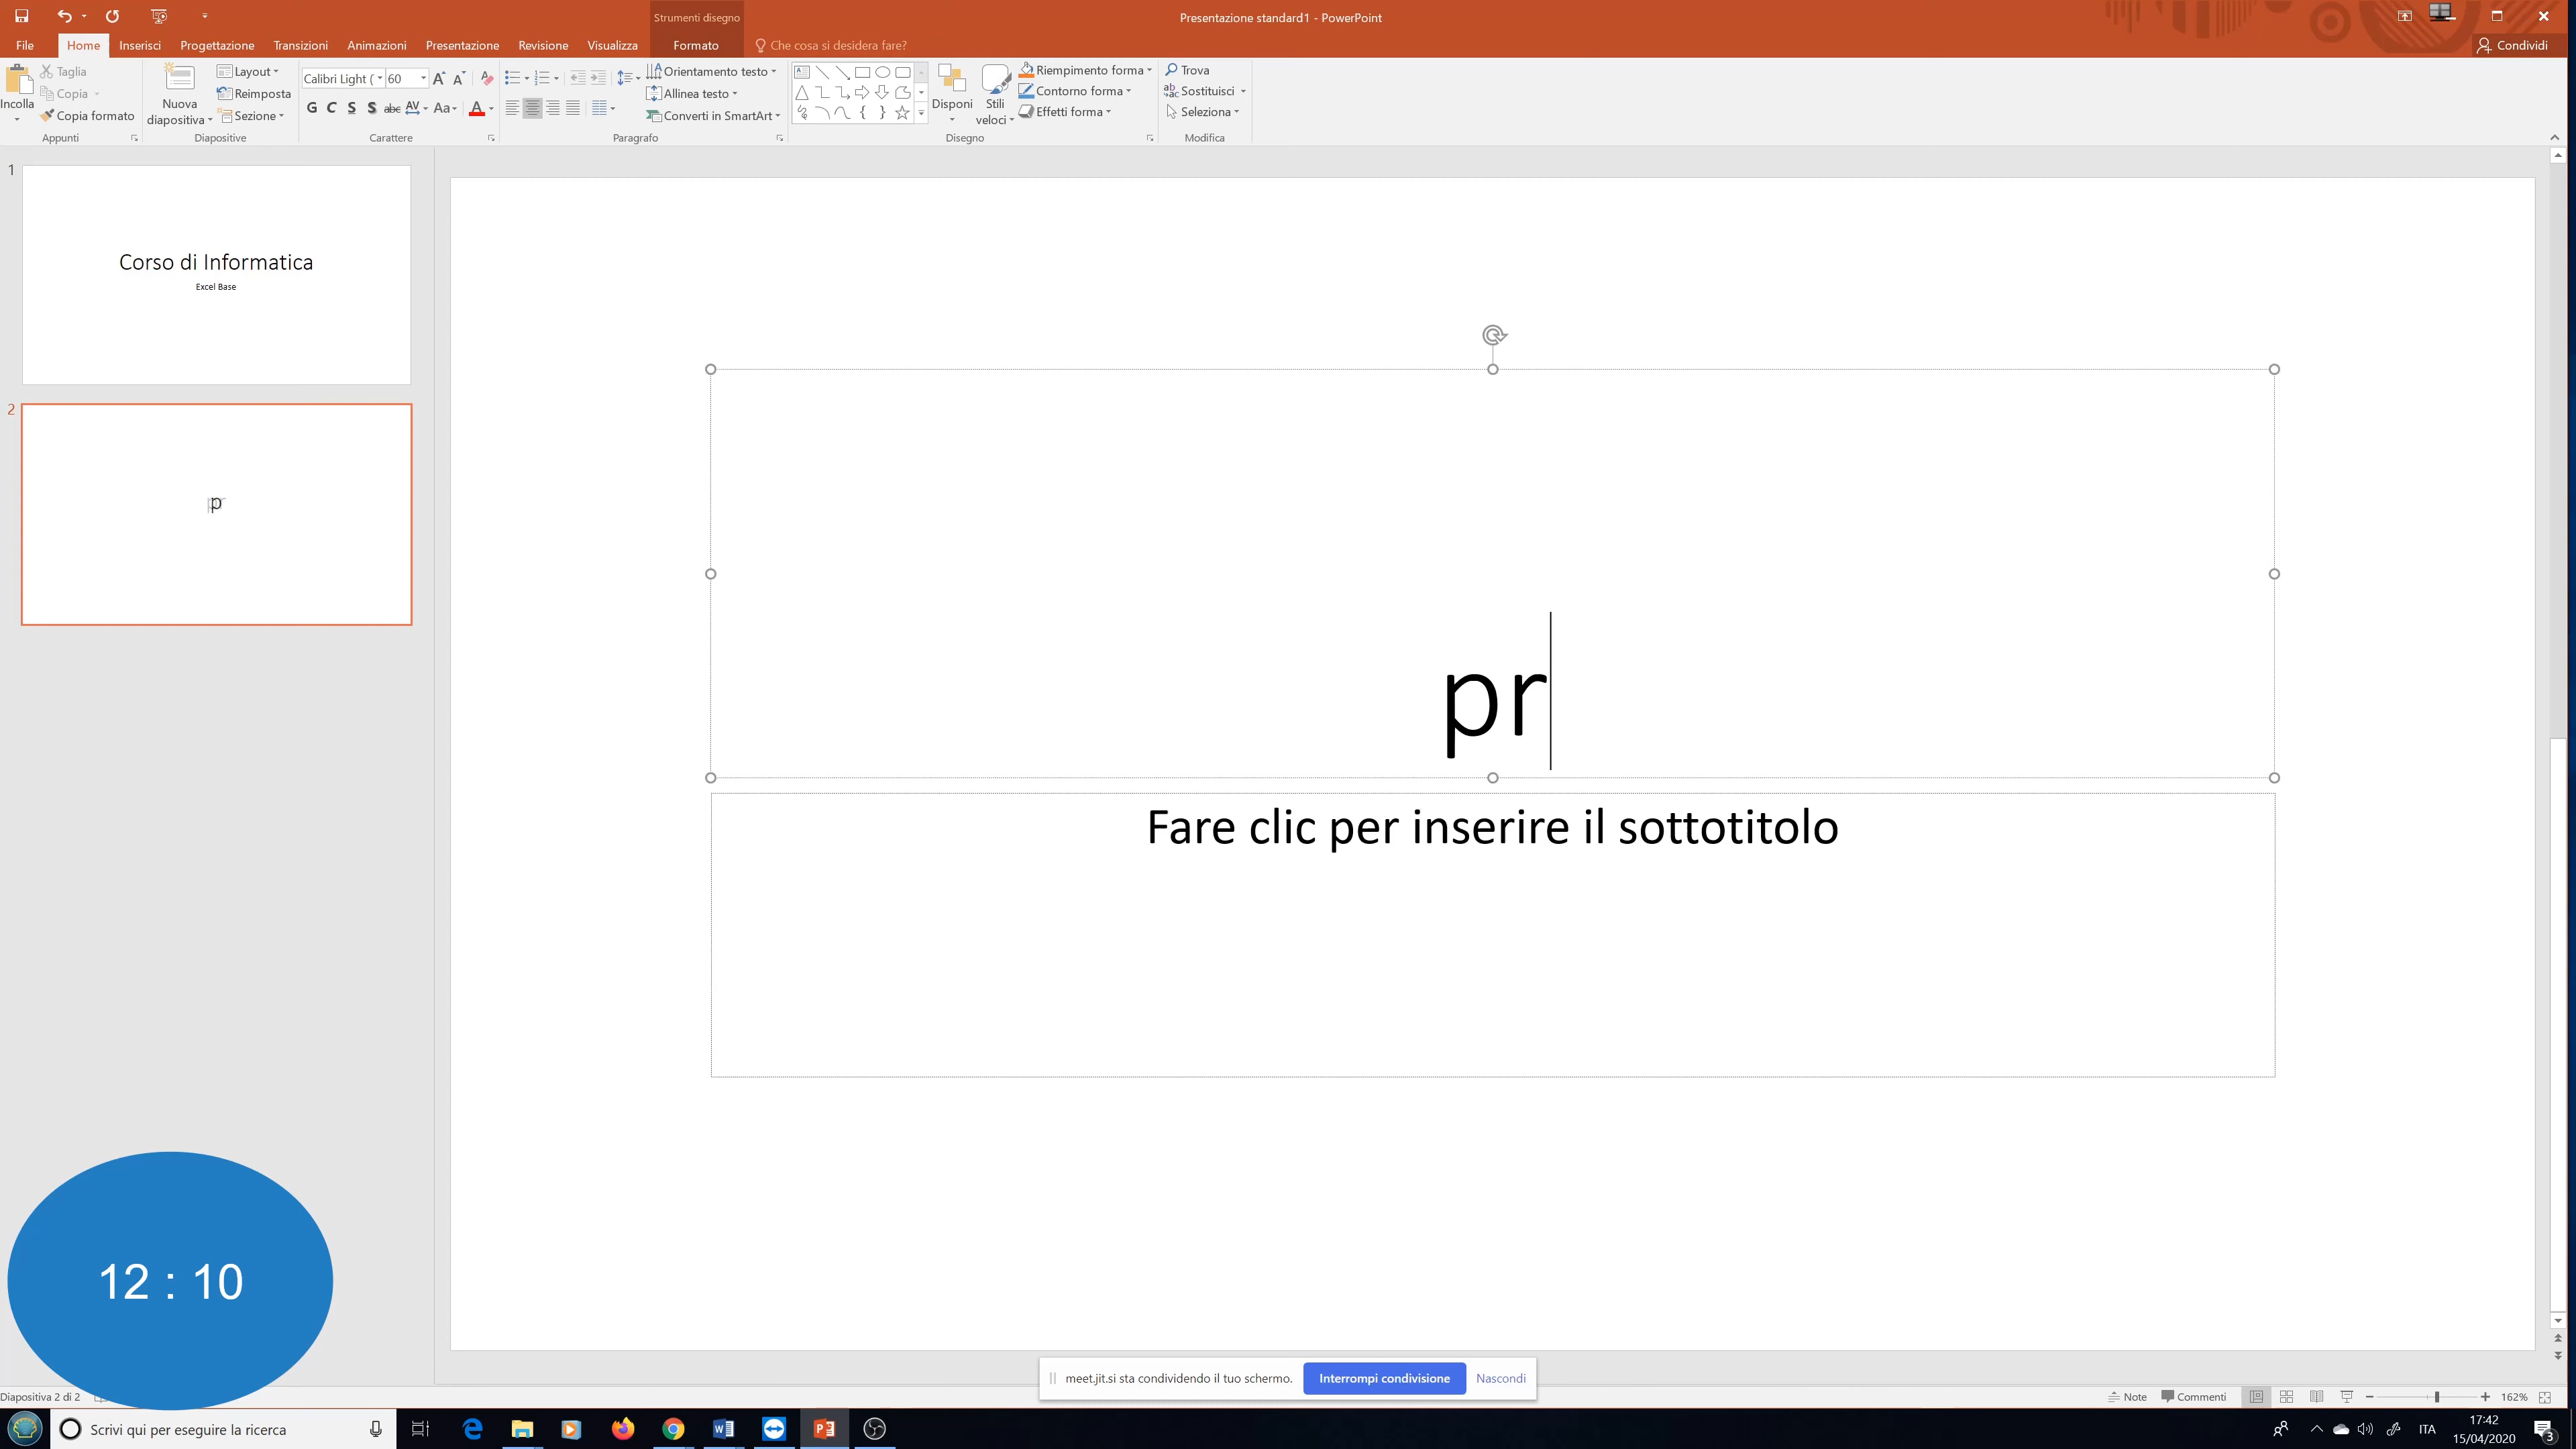 Strumenti disegno
Presentazione standard1 - PowerPoint
File Home Inserisci Progettazione Transizioni Animazioni Presentazione Revisione Visualizza Formato Che cosa si desidera fare? Condividi
Incolla
Taglia
Copia
Copia formato
Appunti
Nuova diapositiva
Layout
Reimposta
Sezione
Diapositive
Calibri Light ( 60
G C S S abc AV Aa A
Carattere
Orientamento testo
Allinea testo
Converti in SmartArt
Paragrafo
Disponi
Stili veloci
Riempimento forma
Contorno forma
Effetti forma
Disegno
Trova
Sostituisci
Seleziona
Modifica
1
Corso di Informatica
Excel Base
2
p
pr
Fare clic per inserire il sottotitolo
12 : 10
meet.jit.si sta condividendo il tuo schermo. Interrompi condivisione Nascondi
Diapositiva 2 di 2
Note Commenti 162%
Scrivi qui per eseguire la ricerca
ITA
17:42
15/04/2020
3